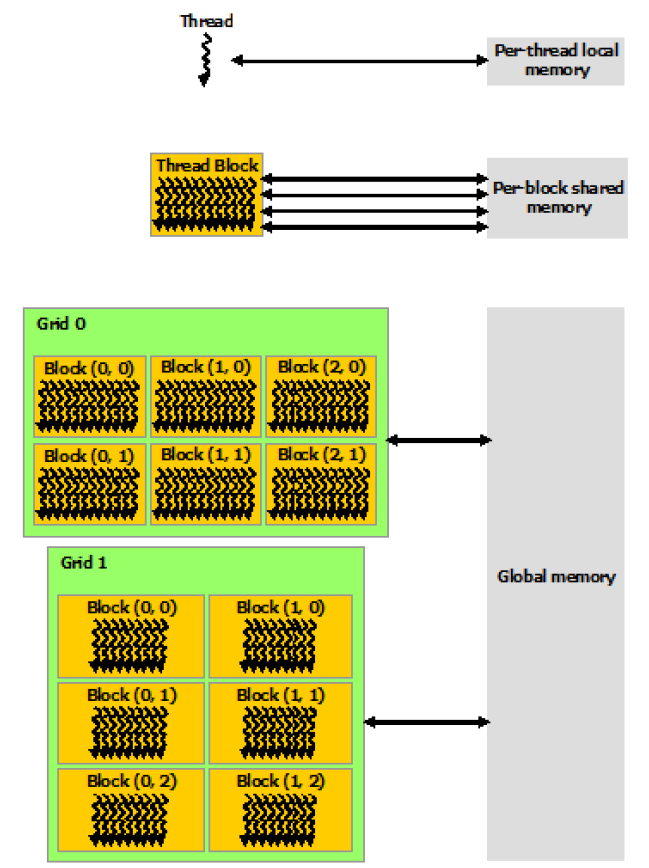 Thread
Per-thread local
memory
Thread Block
Per-block shared
memory
Grid 0
Block (0, 0) Block (1, 0) Block (2, 0)
Block (0, 1) Block (1, 1) Block (2, 1)
Grid 1
Block (0, 0) Block (1, 0)
Global memory
Block (0, 1) Block (1, 1)
Block (0, 2) Block (1, 2)